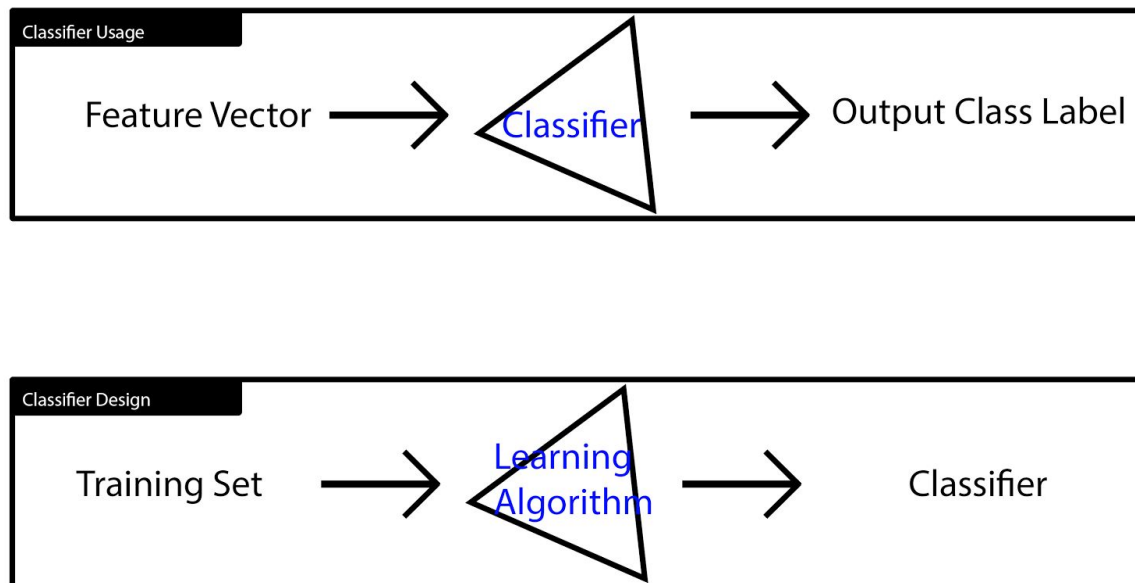 Classifier Usage
Feature Vector
Classifier
Output Class Label
Classifier Design
Training Set
Learning
Algorithm
Classifier